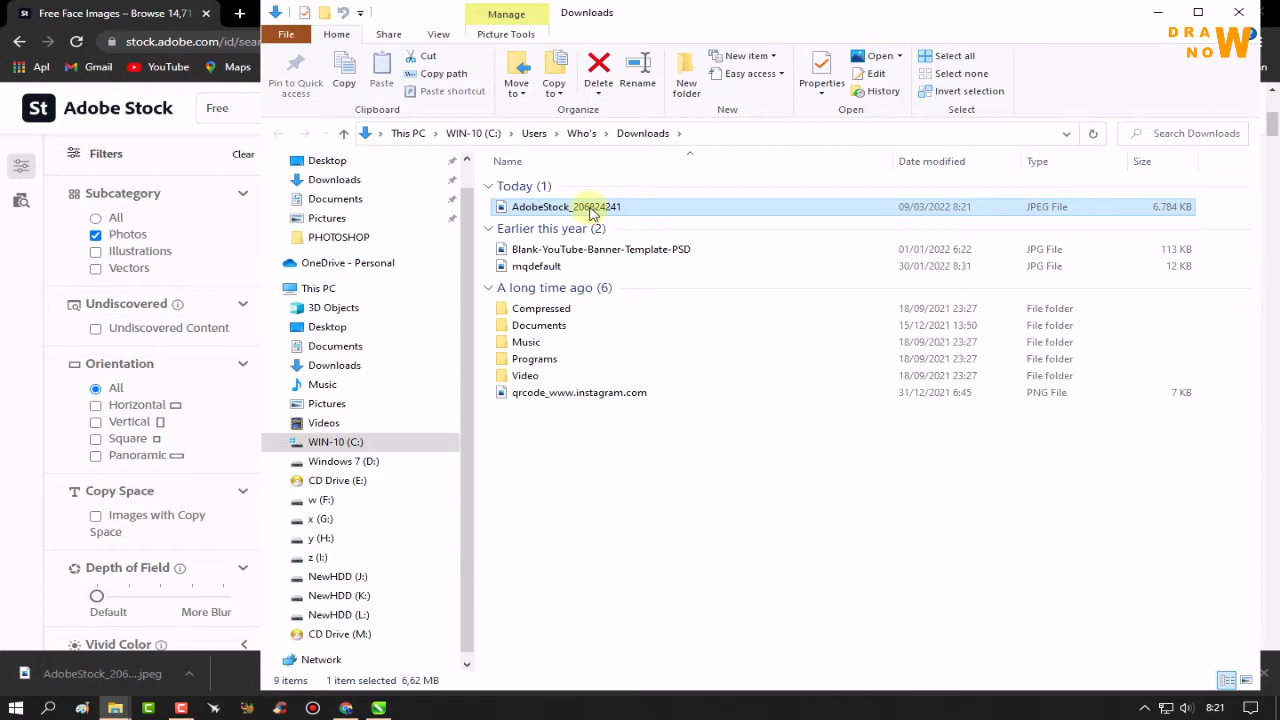 Free Face Images – Browse 14,71
stock.adobe.com/id/sear
Gmail
YouTube
Maps
St
Adobe Stock
Free
Filters
Clear
Subcategory
All
Photos
Illustrations
Vectors
Undiscovered
Undiscovered Content
Orientation
All
Horizontal
Vertical
Square
Panoramic
Copy Space
Images with Copy
Space
Depth of Field
Default
More Blur
Vivid Color
AdobeStock_206....jpeg
Manage
Downloads
File
Home
Share
View
Picture Tools
Pin to Quick
access
Copy
Paste
Cut
Copy path
Paste shortcut
Clipboard
Move
to
Copy
to
Delete
Rename
Organize
New
folder
New item
Easy access
New
Properties
Open
Edit
History
Open
Select all
Select none
Invert selection
Select
This PC
WIN-10 (C:)
Users
Who's
Downloads
Search Downloads
Desktop
Downloads
Documents
Pictures
PHOTOSHOP
OneDrive - Personal
This PC
3D Objects
Desktop
Documents
Downloads
Music
Pictures
Videos
WIN-10 (C:)
Windows 7 (D:)
CD Drive (E:)
w (F:)
x (G:)
y (H:)
z (I:)
NewHDD (J:)
NewHDD (K:)
NewHDD (L:)
CD Drive (M:)
Network
Name Date modified Type Size
Today (1)
AdobeStock_206824241 09/03/2022 8:21 JPEG File 6.784 KB
Earlier this year (2)
Blank-YouTube-Banner-Template-PSD 01/01/2022 6:22 JPG File 113 KB
mqdefault 30/01/2022 8:31 JPG File 12 KB
A long time ago (6)
Compressed 18/09/2021 23:27 File folder
Documents 15/12/2021 13:50 File folder
Music 18/09/2021 23:27 File folder
Programs 18/09/2021 23:27 File folder
Video 18/09/2021 23:27 File folder
qrcode_www.instagram.com 31/12/2021 6:45 PNG File 7 KB
9 items
1 item selected 6,62 MB
DRAW
NOW
8:21